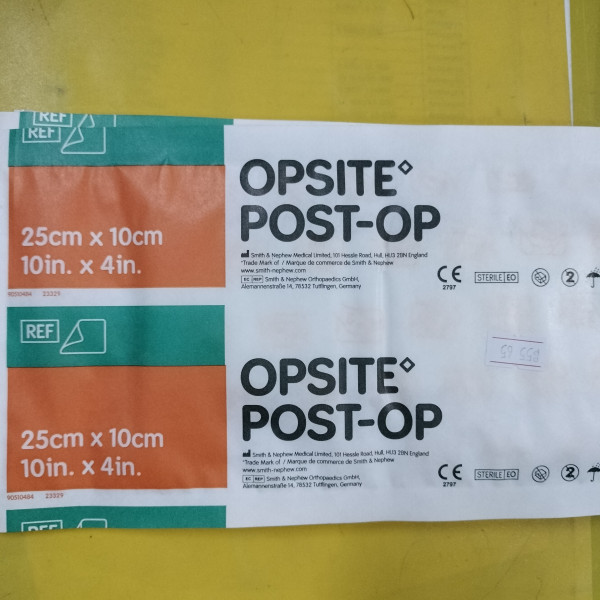 REF
REF
25cm x 10cm
10in. x 4in.
90510484 23329
OPSITE◊
POST-OP
Smith & Nephew Medical Limited, 101 Hessle Road, Hull, HU3 2BN England
◊Trade Mark of / Marque de commerce de Smith & Nephew
www.smith-nephew.com
EC REP Smith & Nephew Orthopaedics GmbH,
Alemannenstraße 14, 78532 Tuttlingen, Germany
CE
2797
STERILE EO
2
REF
25cm x 10cm
10in. x 4in.
90510484 23329
OPSITE◊
POST-OP
Smith & Nephew Medical Limited, 101 Hessle Road, Hull, HU3 2BN England
◊Trade Mark of / Marque de commerce de Smith & Nephew
www.smith-nephew.com
EC REP Smith & Nephew Orthopaedics GmbH,
Alemannenstraße 14, 78532 Tuttlingen, Germany
CE
2797
STERILE EO
2
REF